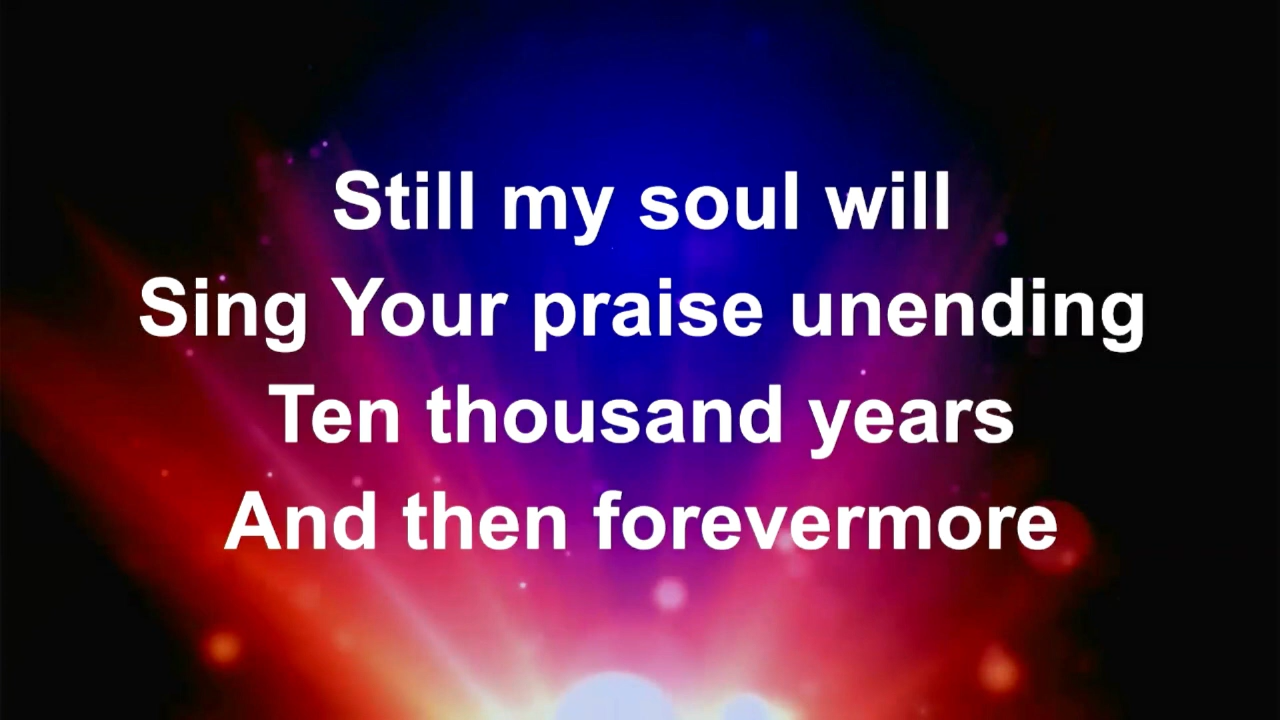 Still my soul will
Sing Your praise unending
Ten thousand years
And then forevermore